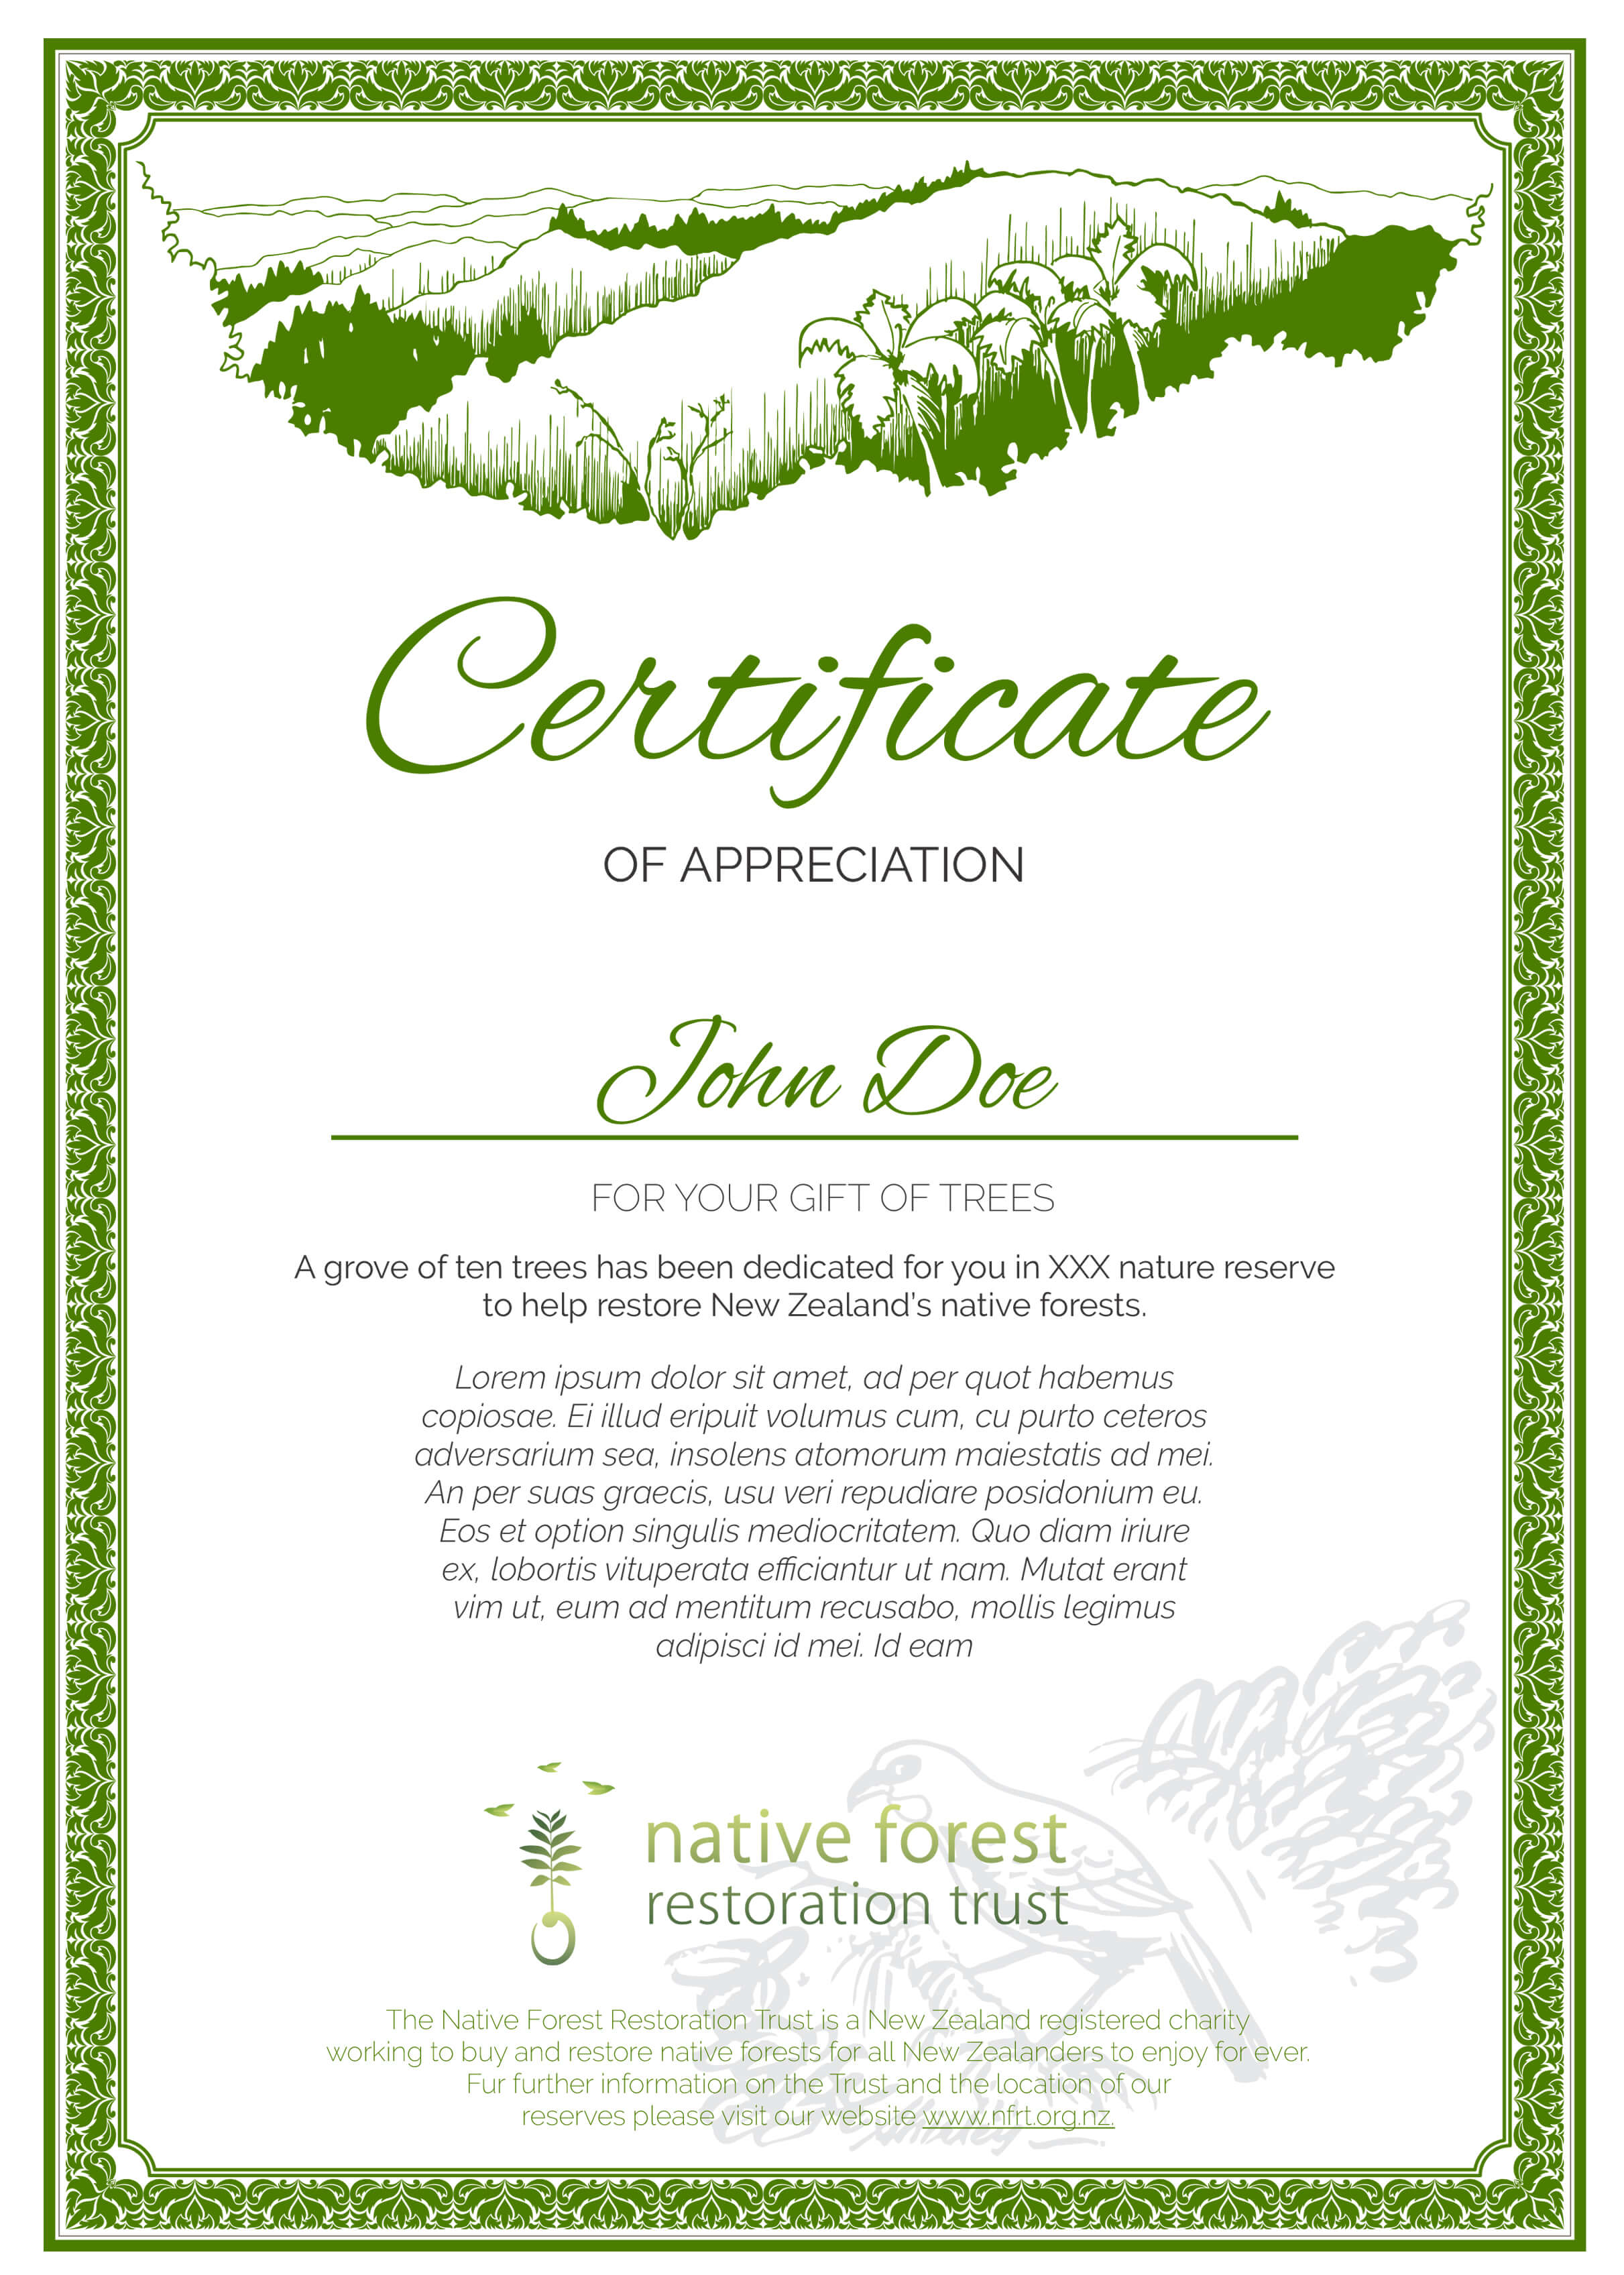 Certificate
OF APPRECIATION
John Doe
FOR YOUR GIFT OF TREES
A grove of ten trees has been dedicated for you in XXX nature reserve
to help restore New Zealand's native forests.
Lorem ipsum dolor sit amet, ad per quot habemus
copiosae. Ei illud eripuit volumus cum, cu purto ceteros
adversarium sea, insolens atomorum maiestatis ad mei.
An per suas graecis, usu veri repudiare posidonium eu.
Eos et option singulis mediocritatem. Quo diam iriure
ex, lobortis vituperata efficiantur ut nam. Mutat erant
vim ut, eum ad mentitum recusabo, mollis legimus
adipisci id mei. Id eam
native forest
restoration trust
The Native Forest Restoration Trust is a New Zealand registered charity
working to buy and restore native forests for all New Zealanders to enjoy for ever.
Fur further information on the Trust and the location of our
reserves please visit our website www.nfrt.org.nz.